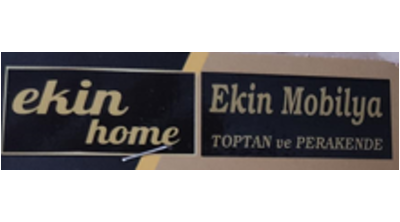 ekin
home
Ekin Mobilya
TOPTAN ve PERAKENDE